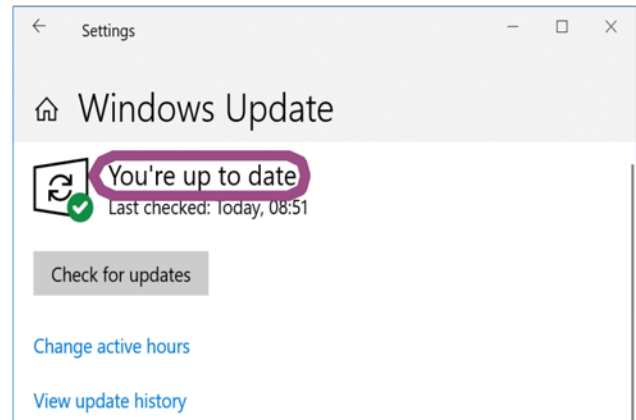 Settings
Windows Update
You're up to date
Last checked: Today, 08:51
Check for updates
Change active hours
View update history